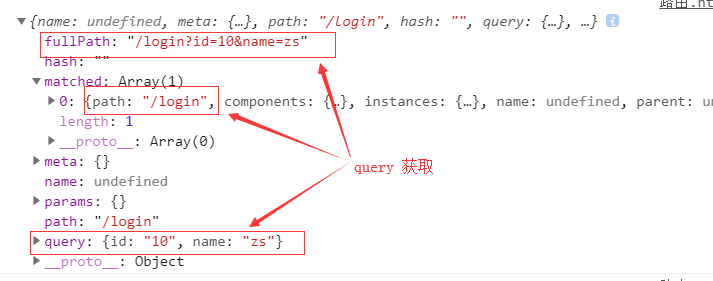 路由.ht
{name: undefined, meta: {…}, path: "/login", hash: "", query: {…}, …} i
fullPath: "/login?id=10&name=zs"
hash: ""
matched: Array(1)
0: {path: "/login", components: {…}, instances: {…}, name: undefined, parent: un
length: 1
__proto__: Array(0)
meta: {}
query 获取
name: undefined
params: {}
path: "/login"
query: {id: "10", name: "zs"}
__proto__: Object